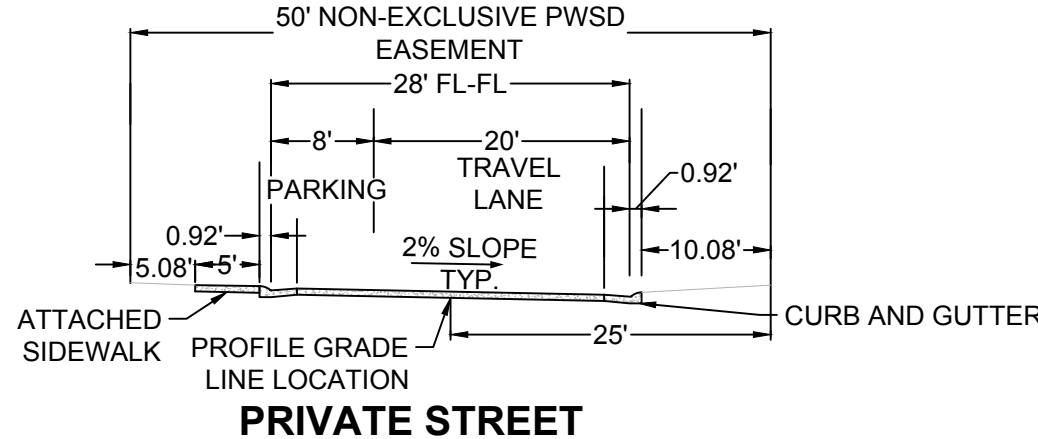 50' NON-EXCLUSIVE PWSD
EASEMENT
28' FL-FL
8'
20'
PARKING
TRAVEL
LANE
0.92'
0.92'
2% SLOPE
TYP.
10.08'
5.08'
5'
ATTACHED
SIDEWALK
PROFILE GRADE
LINE LOCATION
25'
CURB AND GUTTER
PRIVATE STREET